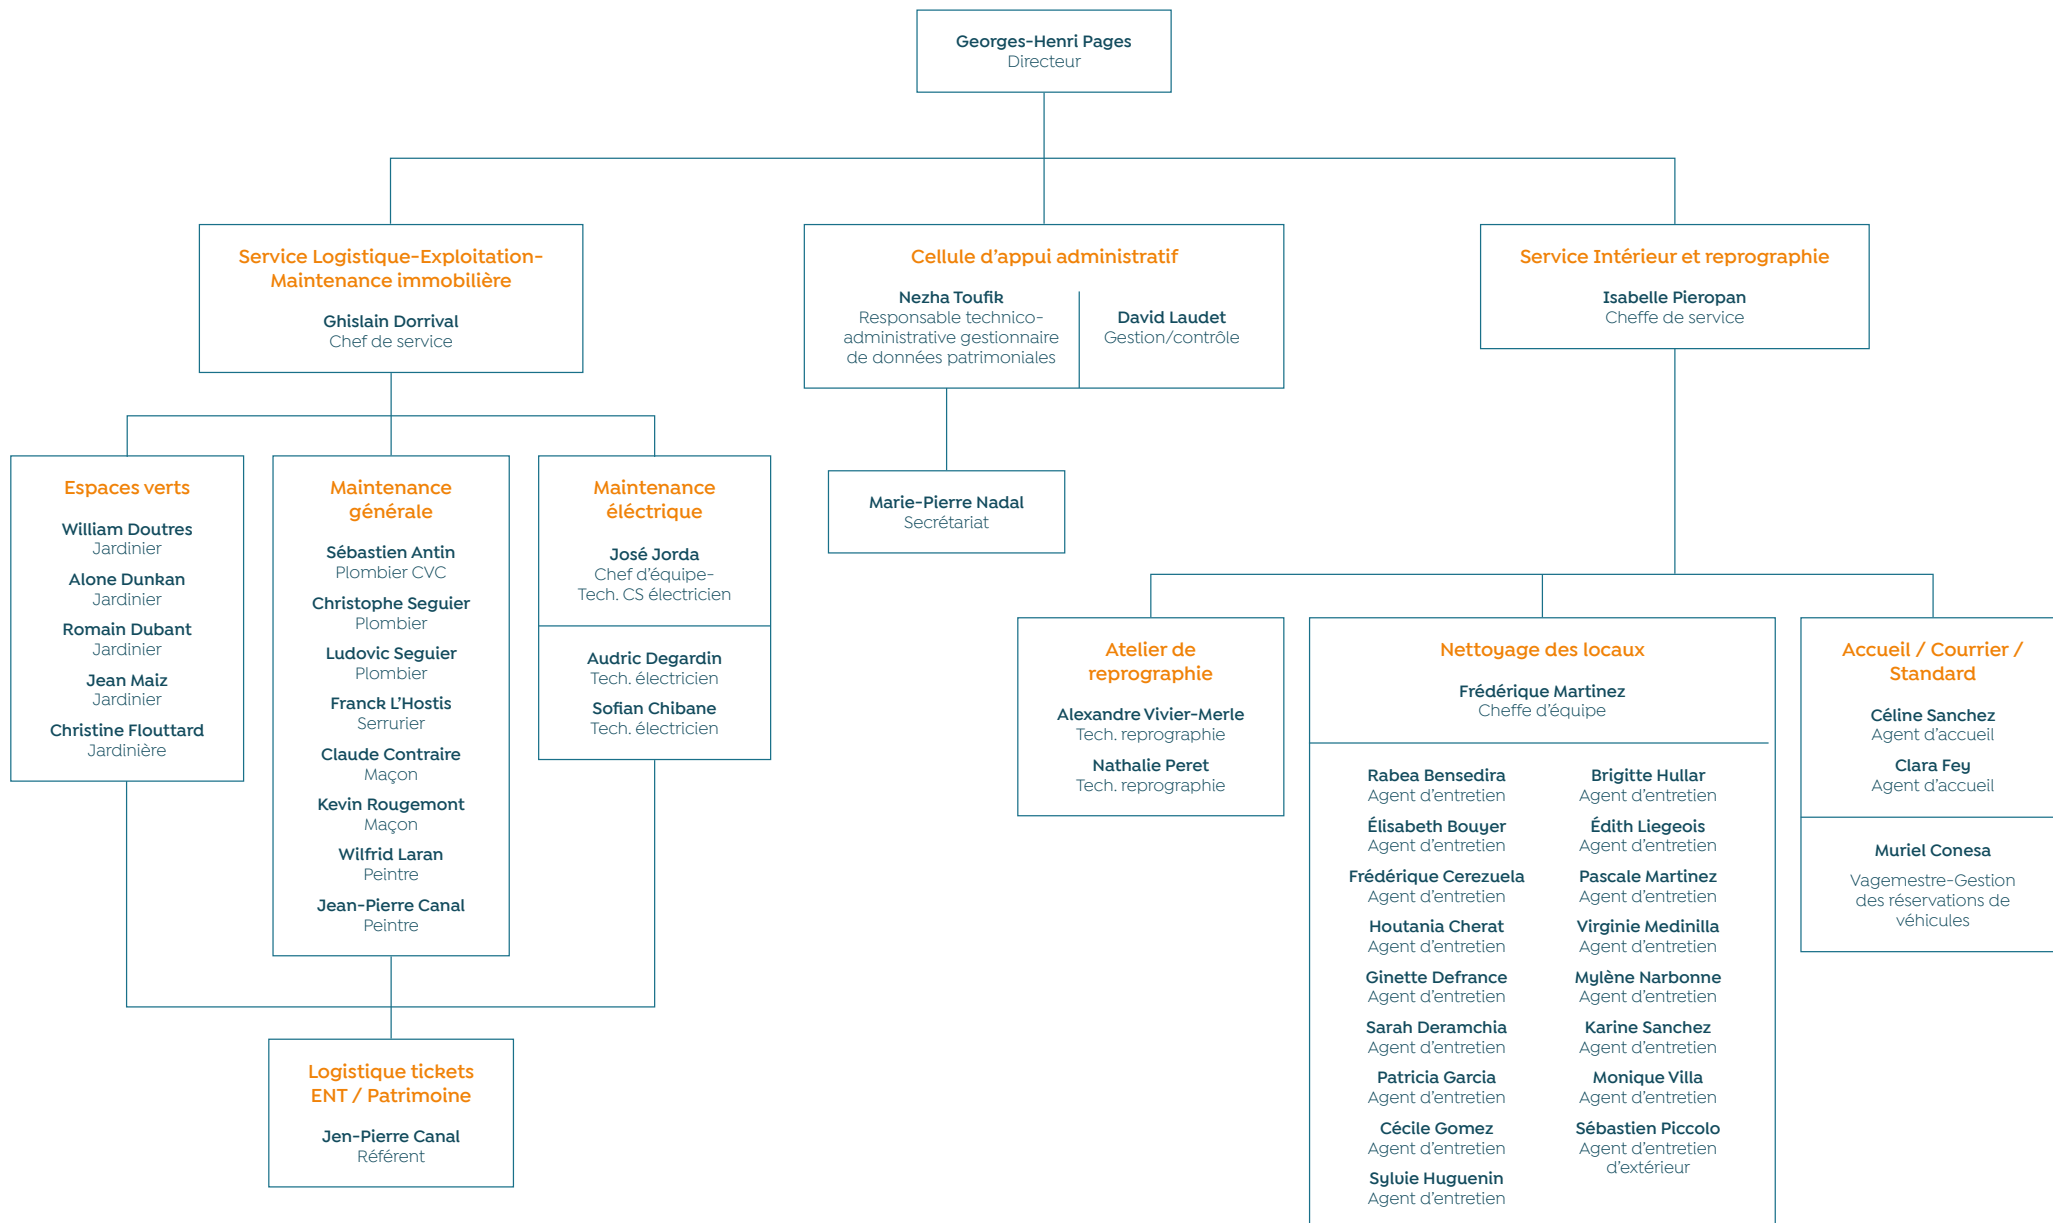 Georges-Henri Pages
Directeur
Service Logistique-Exploitation-
Maintenance immobilière
Ghislain Dorrival
Chef de service
Cellule d'appui administratif
Nezha Toufik
Responsable technico-
administrative gestionnaire
de données patrimoniales
David Laudet
Gestion/contrôle
Service Intérieur et reprographie
Isabelle Pieropan
Cheffe de service
Espaces verts
William Doutres
Jardinier
Alone Dunkan
Jardinier
Romain Dubant
Jardinier
Jean Maiz
Jardinier
Christine Flouttard
Jardinière
Maintenance
générale
Sébastien Antin
Plombier CVC
Christophe Seguier
Plombier
Ludovic Seguier
Plombier
Franck L'Hostis
Serrurier
Claude Contraire
Maçon
Kevin Rougemont
Maçon
Wilfrid Laran
Peintre
Jean-Pierre Canal
Peintre
Maintenance
éléctrique
José Jorda
Chef d'équipe-
Tech. CS électricien
Audric Degardin
Tech. électricien
Sofian Chibane
Tech. électricien
Logistique tickets
ENT / Patrimoine
Jen-Pierre Canal
Référent
Marie-Pierre Nadal
Secrétariat
Atelier de
reprographie
Alexandre Vivier-Merle
Tech. reprographie
Nathalie Peret
Tech. reprographie
Nettoyage des locaux
Frédérique Martinez
Cheffe d'équipe
Rabea Bensedira
Agent d'entretien
Élisabeth Bouyer
Agent d'entretien
Frédérique Cerezuela
Agent d'entretien
Houtania Cherat
Agent d'entretien
Ginette Defrance
Agent d'entretien
Sarah Deramchia
Agent d'entretien
Patricia Garcia
Agent d'entretien
Cécile Gomez
Agent d'entretien
Sylvie Huguenin
Agent d'entretien
Brigitte Hullar
Agent d'entretien
Édith Liegeois
Agent d'entretien
Pascale Martinez
Agent d'entretien
Virginie Medinilla
Agent d'entretien
Mylène Narbonne
Agent d'entretien
Karine Sanchez
Agent d'entretien
Monique Villa
Agent d'entretien
Sébastien Piccolo
Agent d'entretien
d'extérieur
Accueil / Courrier /
Standard
Céline Sanchez
Agent d'accueil
Clara Fey
Agent d'accueil
Muriel Conesa
Vagemestre-Gestion
des réservations de
véhicules